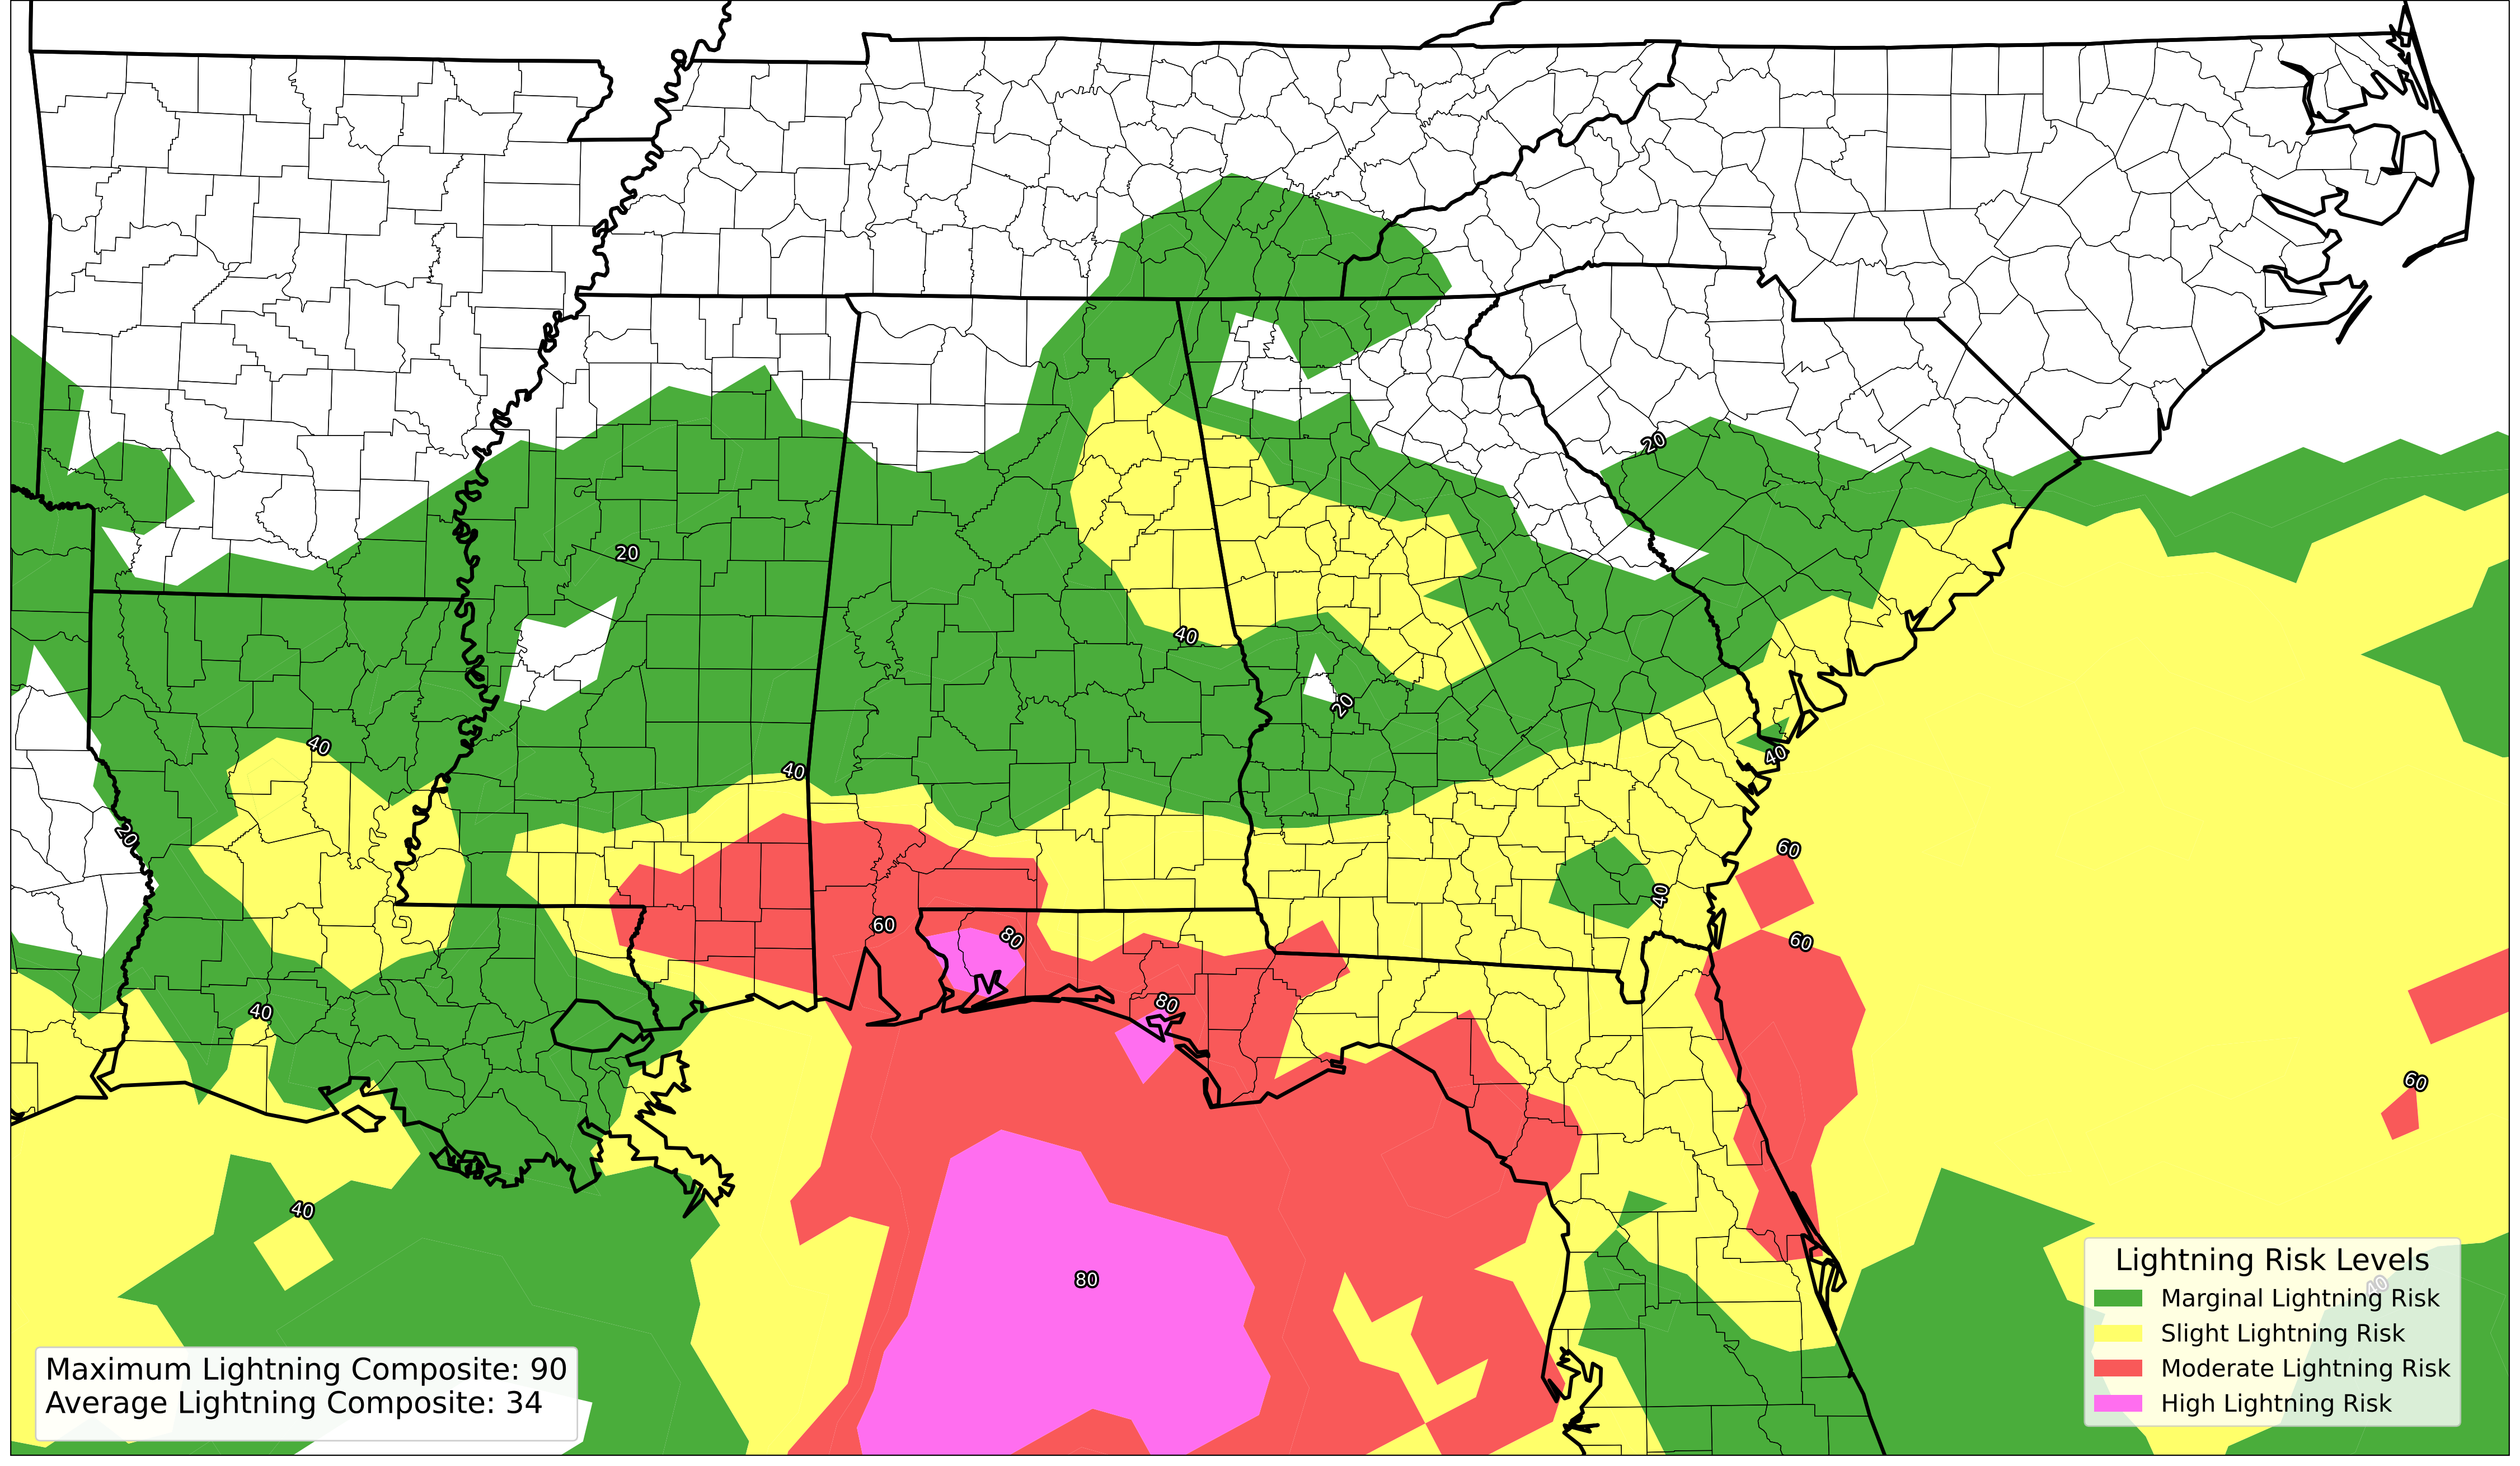 20
20
40
20
40
40
40
20
60
40
60
80
60
80
40
60
40
80
Lightning Risk Levels
40
Marginal Lightning Risk
Slight Lightning Risk
Moderate Lightning Risk
High Lightning Risk
Maximum Lightning Composite: 90
Average Lightning Composite: 34